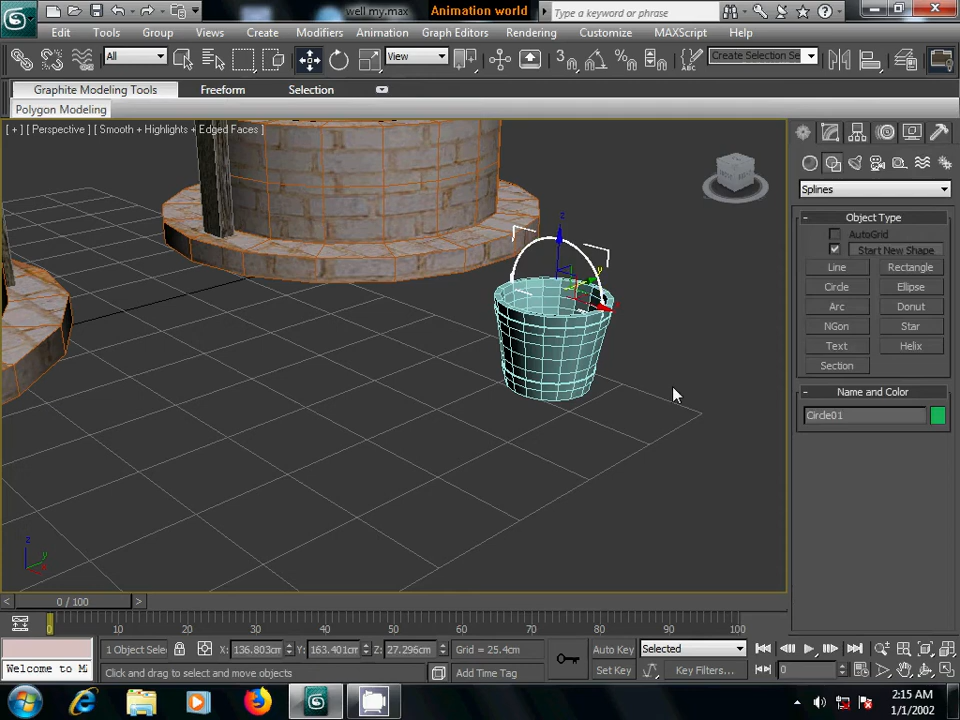 well my.max
Animation world
Type a keyword or phrase
Edit Tools Group Views Create Modifiers Animation Graph Editors Rendering Customize MAXScript Help
All
View
Create Selection Se
Graphite Modeling Tools Freeform Selection
Polygon Modeling
[ + ] [ Perspective ] [ Smooth + Highlights + Edged Faces ]
Splines
Object Type
AutoGrid
Start New Shape
Line Rectangle
Circle Ellipse
Arc Donut
NGon Star
Text Helix
Section
Name and Color
Circle01
z
y
z
y
0 / 100
0 10 20 30 40 50 60 70 80 90 100
1 Object Sele X: 136.803cm Y: 163.401cm Z: 27.296cm Grid = 25.4cm Auto Key Selected
Welcome to M Click and drag to select and move objects Add Time Tag Set Key Key Filters... 0
2:15 AM
1/1/2002